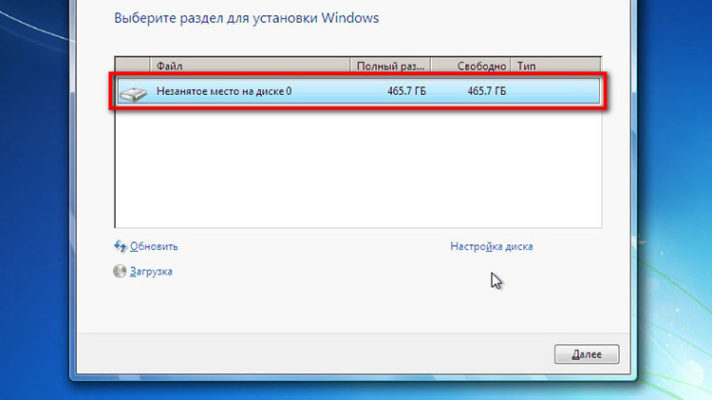 Выберите раздел для установки Windows
Файл Полный раз... Свободно Тип
Незанятое место на диске 0 465.7 ГБ 465.7 ГБ
Обновить Настройка диска
Загрузка
Далее